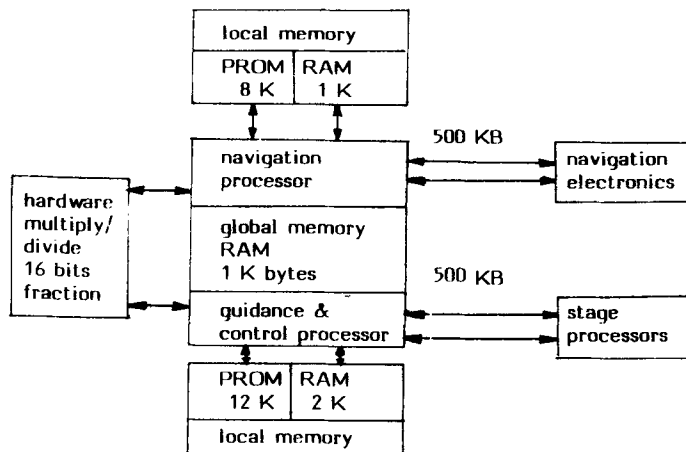 local memory
PROM
8 K
RAM
1 K
500 KB
navigation
processor
navigation
electronics
hardware
multiply/
divide
16 bits
fraction
global memory
RAM
1 K bytes
500 KB
guidance &
control processor
stage
processors
PROM
12 K
RAM
2 K
local memory